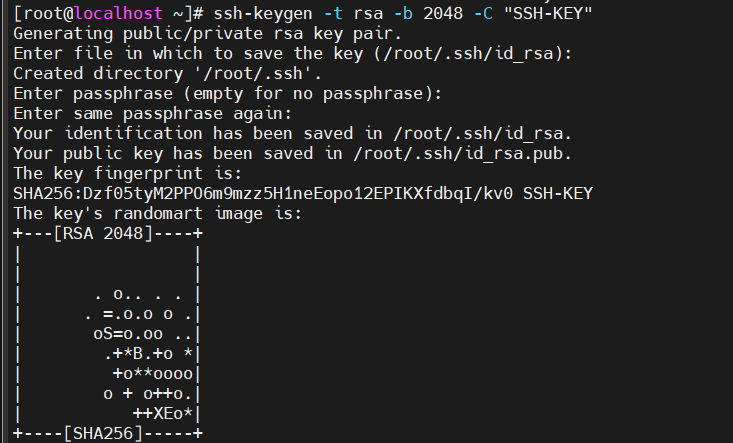 [root@localhost ~]# ssh-keygen -t rsa -b 2048 -C "SSH-KEY"
Generating public/private rsa key pair.
Enter file in which to save the key (/root/.ssh/id_rsa):
Created directory '/root/.ssh'.
Enter passphrase (empty for no passphrase):
Enter same passphrase again:
Your identification has been saved in /root/.ssh/id_rsa.
Your public key has been saved in /root/.ssh/id_rsa.pub.
The key fingerprint is:
SHA256:Dzf05tyM2PPO6m9mzz5H1neEopo12EPIKXfdbqI/kv0 SSH-KEY
The key's randomart image is:
+---[RSA 2048]----+
|                 |
|                 |
|       . o.. . . |
|      . =.o.o o .|
|       oS=o.oo ..|
|        .+*B.+o *|
|         +o**oooo|
|        o + o++o.|
|           ++XEo*|
+----[SHA256]-----+